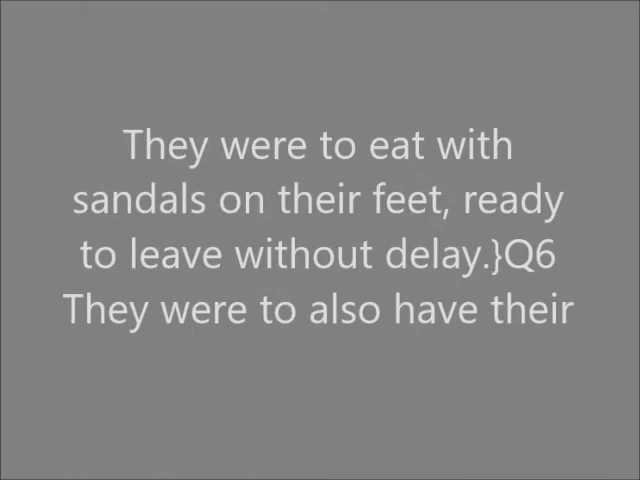 They were to eat with
sandals on their feet, ready
to leave without delay.}Q6
They were to also have their